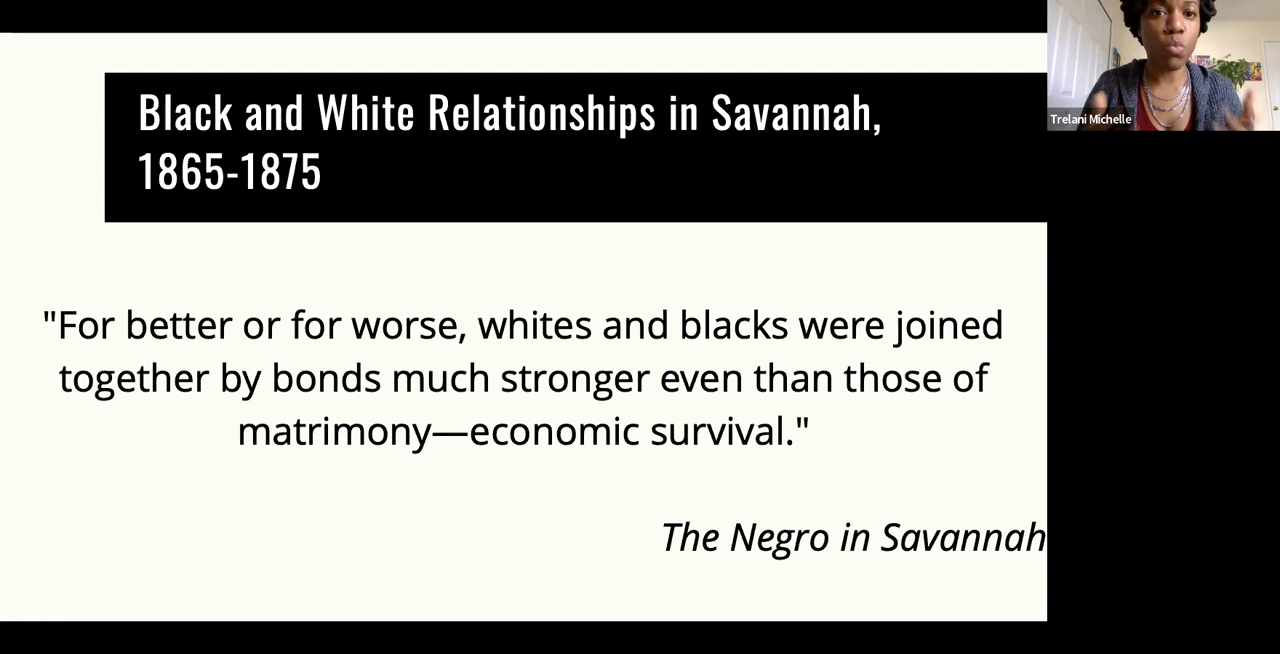 Black and White Relationships in Savannah,
1865-1875
"For better or for worse, whites and blacks were joined
together by bonds much stronger even than those of
matrimony—economic survival."
The Negro in Savannah
Trelani Michelle